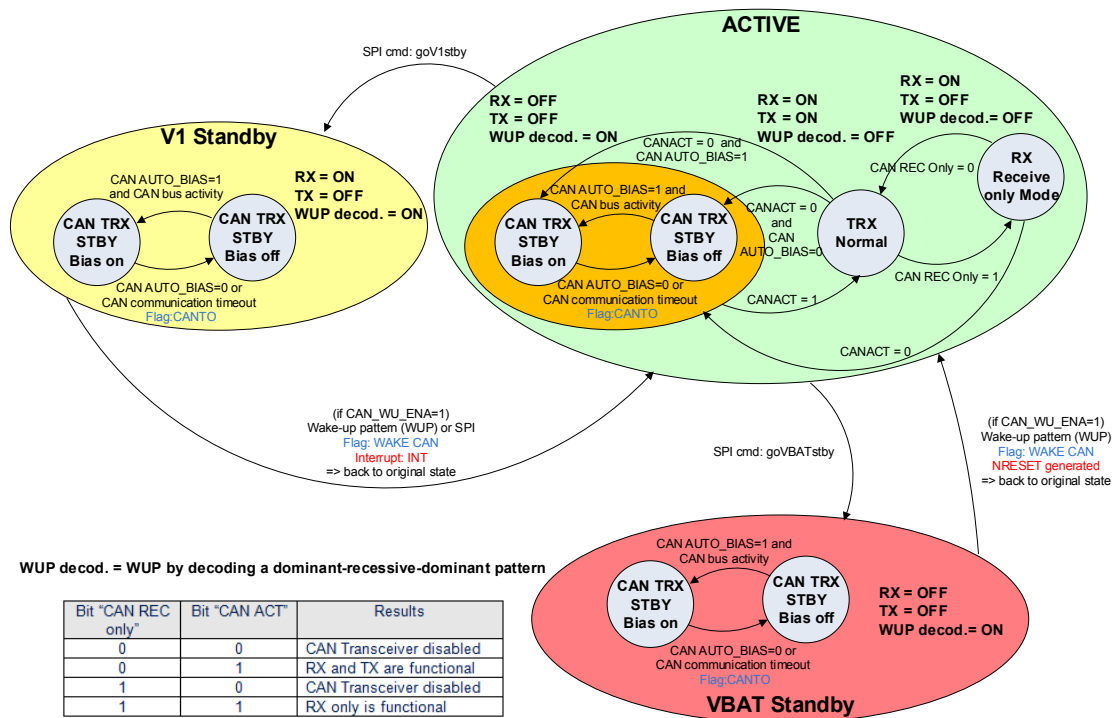 ACTIVE
SPI cmd: goV1stby
RX = OFF
TX = OFF
WUP decod. = ON
RX = ON
TX = ON
WUP decod. = OFF
RX = ON
TX = OFF
WUP decod.= OFF
CANACT = 0 and
CAN AUTO_BIAS=1
CAN REC Only = 0
RX
Receive
only Mode
CAN AUTO_BIAS=1 and
CAN bus activity
CAN TRX
STBY
Bias on
CAN TRX
STBY
Bias off
CANACT = 0
and
CAN
AUTO_BIAS=0
TRX
Normal
CAN REC Only = 1
CAN AUTO_BIAS=0 or
CAN communication timeout
Flag:CANTO
CANACT = 1
CANACT = 0
V1 Standby
RX = ON
TX = OFF
WUP decod. = ON
CAN AUTO_BIAS=1
and CAN bus activity
CAN TRX
STBY
Bias on
CAN TRX
STBY
Bias off
CAN AUTO_BIAS=0 or
CAN communication timeout
Flag:CANTO
(if CAN_WU_ENA=1)
Wake-up pattern (WUP) or SPI
Flag: WAKE CAN
Interrupt: INT
=> back to original state
SPI cmd: goVBATstby
(if CAN_WU_ENA=1)
Wake-up pattern (WUP)
Flag: WAKE CAN
NRESET generated
=> back to original state
CAN AUTO_BIAS=1 and
CAN bus activity
CAN TRX
STBY
Bias on
CAN TRX
STBY
Bias off
RX = OFF
TX = OFF
WUP decod.= ON
CAN AUTO_BIAS=0 or
CAN communication timeout
Flag:CANTO
VBAT Standby
WUP decod. = WUP by decoding a dominant-recessive-dominant pattern
Bit “CAN REC only” Bit “CAN ACT” Results
0 0 CAN Transceiver disabled
0 1 RX and TX are functional
1 0 CAN Transceiver disabled
1 1 RX only is functional